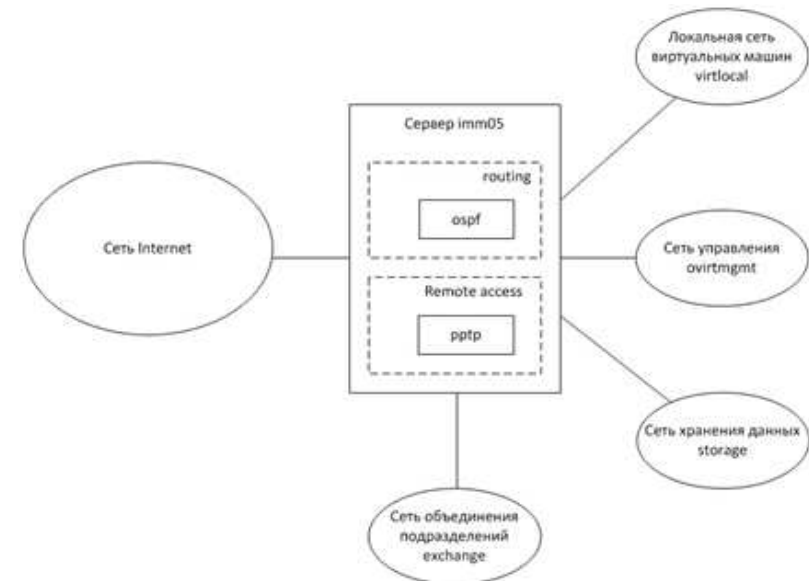 Локальная сеть
виртуальных машин
virtlocal
Сервер imm05
routing
ospf
Сеть Internet
Сеть управления
ovirtmgmt
Remote access
pptp
Сеть хранения данных
storage
Сеть объединения
подразделений
exchange